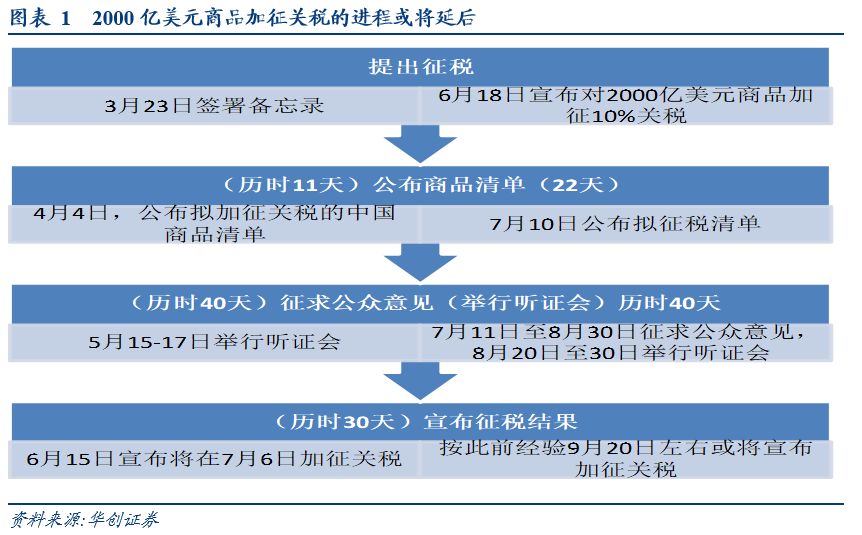 图表 1 2000 亿美元商品加征关税的进程或将延后
提出征税
3月23日签署备忘录
6月18日宣布对2000亿美元商品加
征10%关税
（历时11天）公布商品清单（22天）
4月4日，公布拟加征关税的中国
商品清单
7月10日公布拟征税清单
（历时40天）征求公众意见（举行听证会）历时40天
5月15-17日举行听证会
7月11日至8月30日征求公众意见，
8月20日至30日举行听证会
（历时30天）宣布征税结果
6月15日宣布将在7月6日加征关税
按此前经验9月20日左右或将宣布
加征关税
资料来源:华创证券